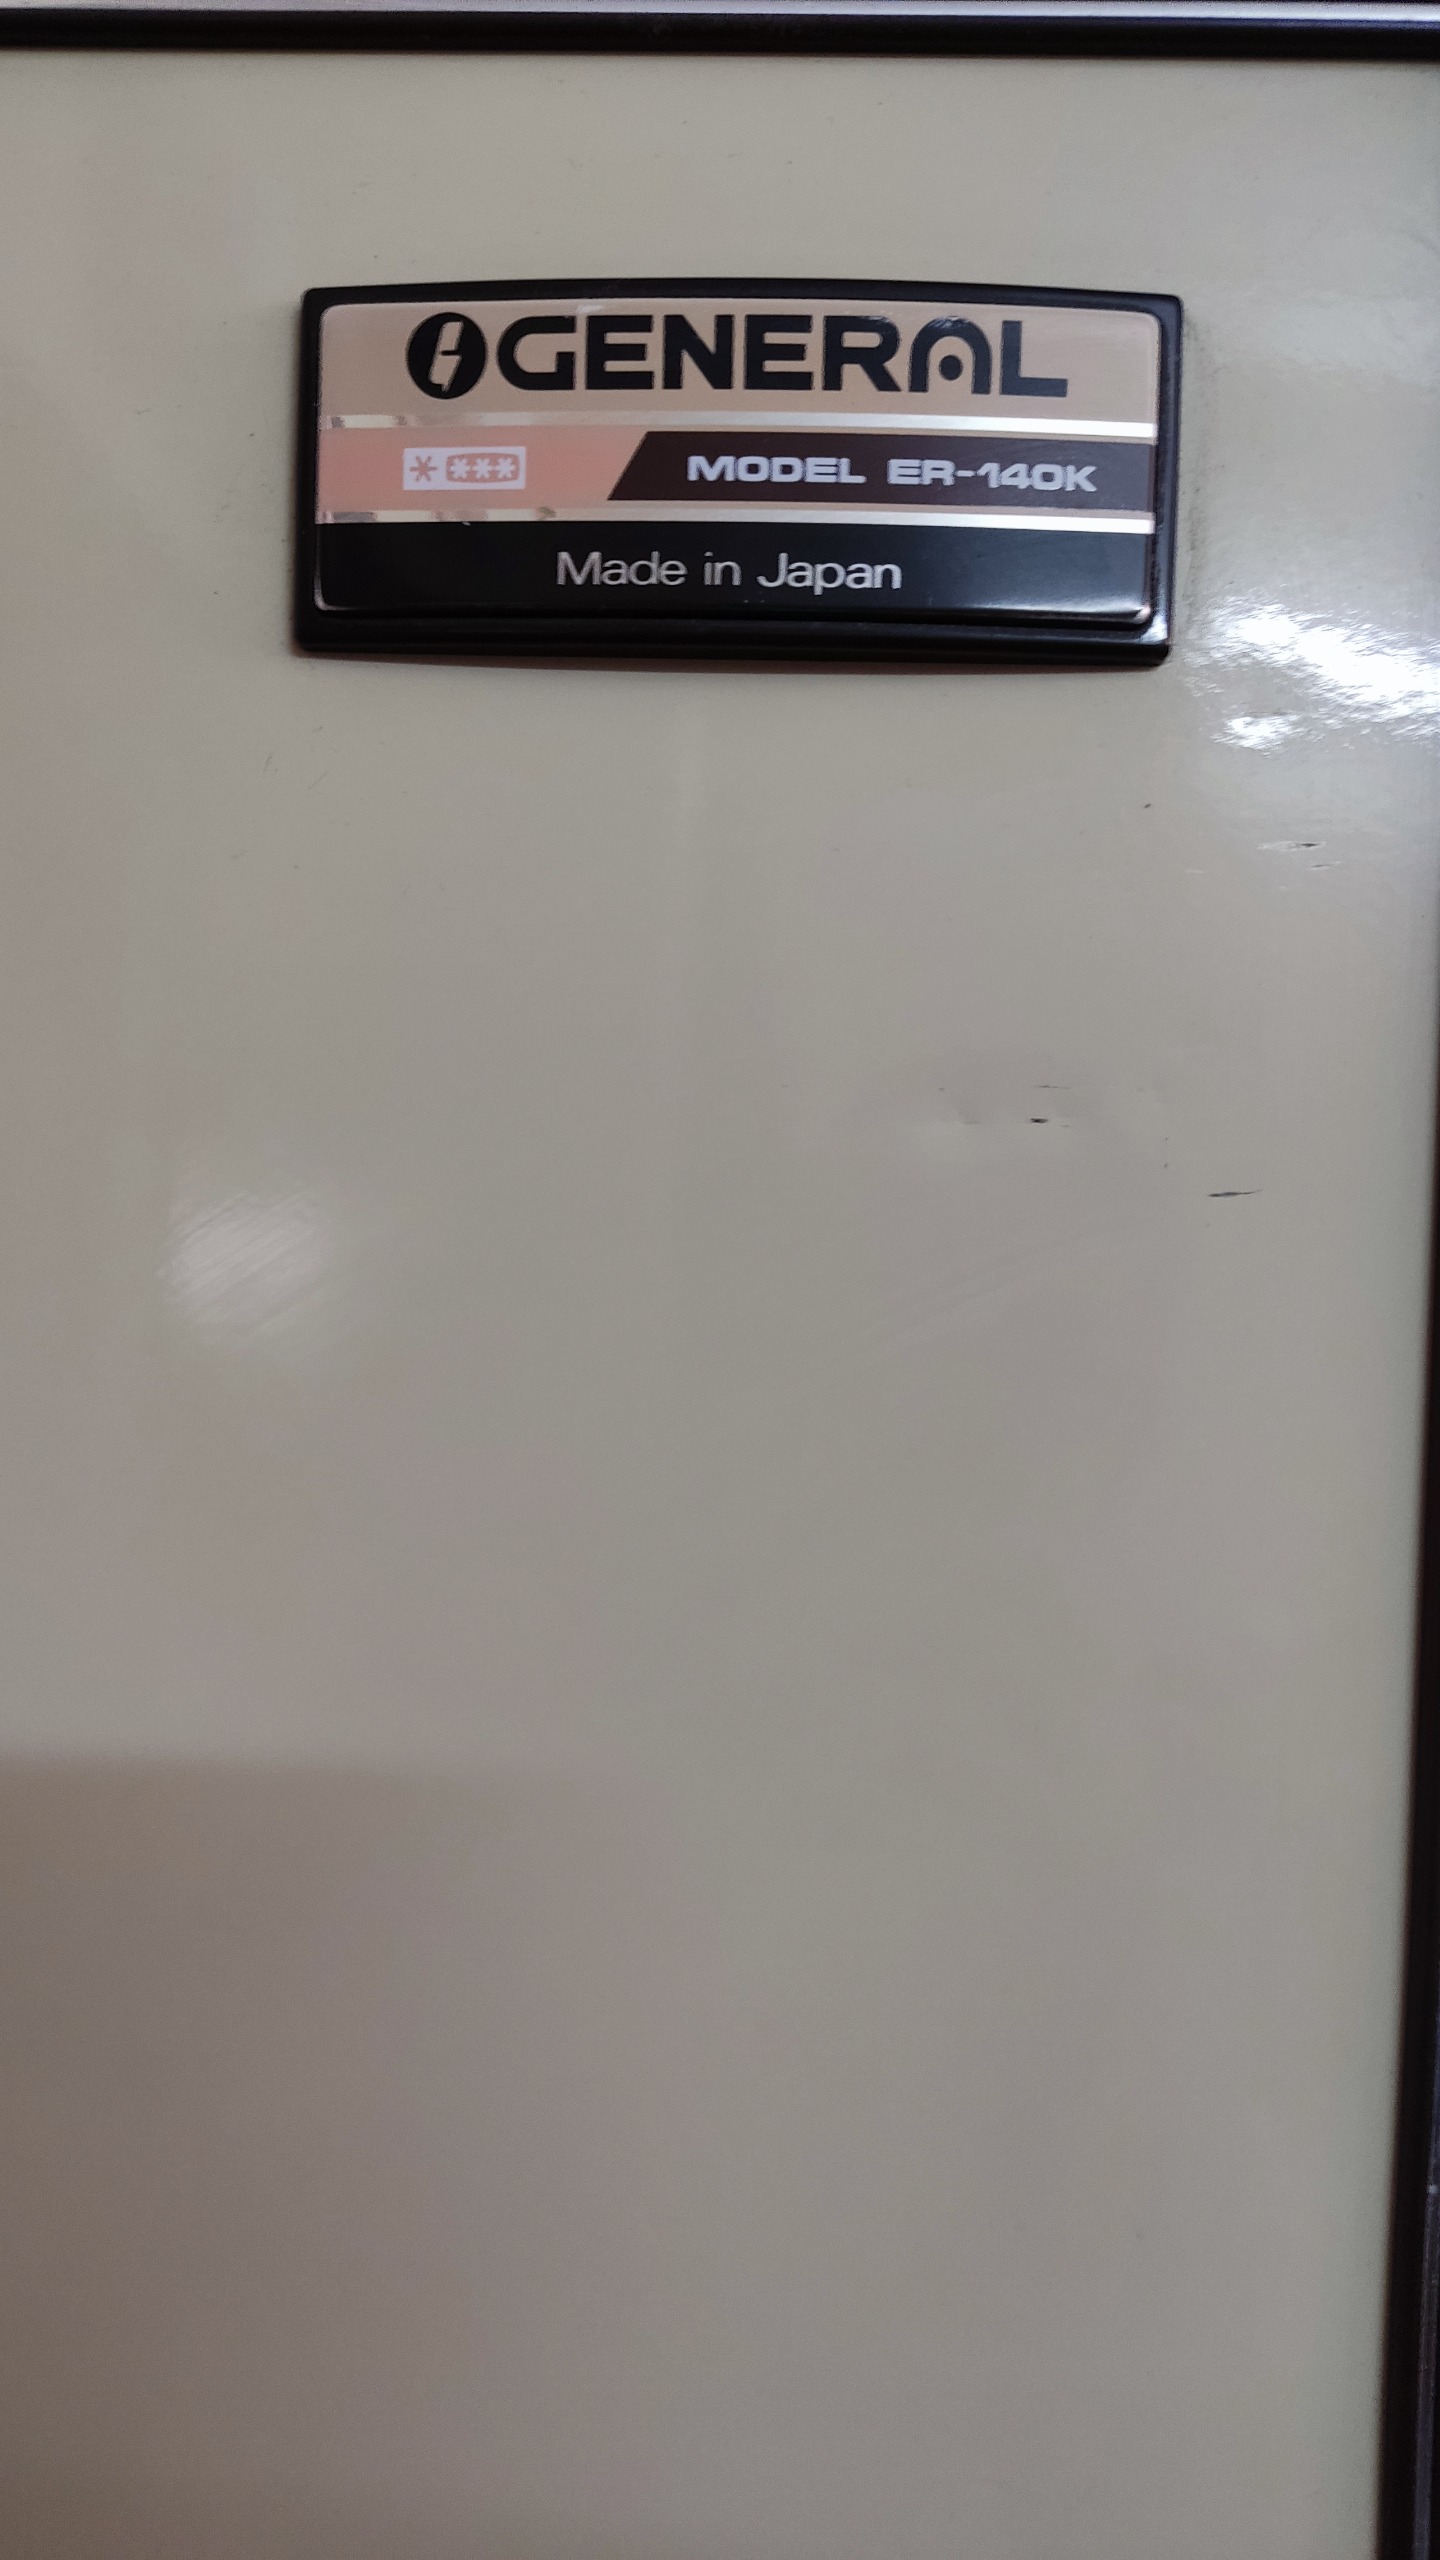 GENERAL
* ***
MODEL ER-140K
Made in Japan